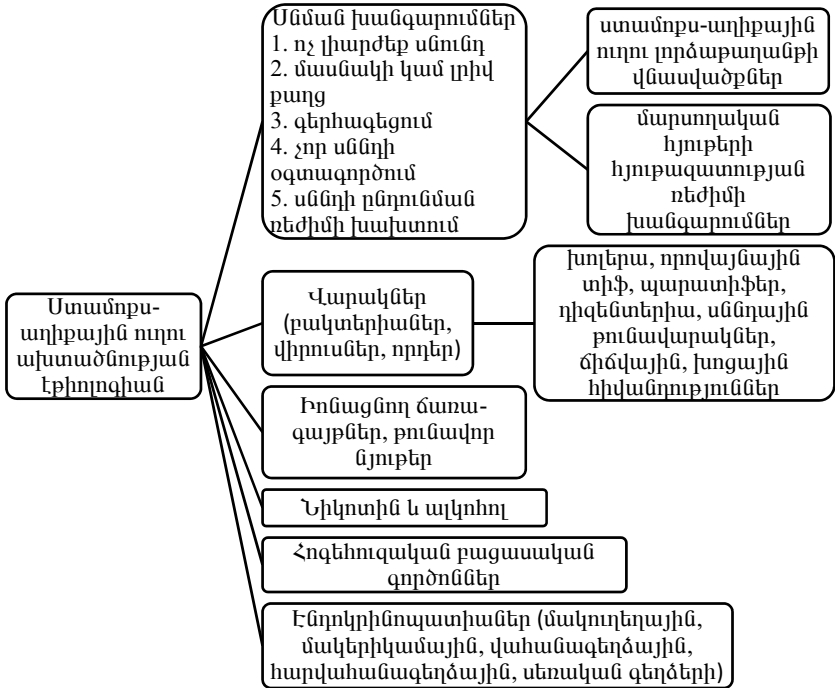 Ստամոքս-
աղիքային ուղու
ախտածնության
էթիոլոգիան
Սնման խանգարումներ
1. ոչ լիարժեք սնունդ
2. մասնակի կամ լրիվ
քաղց
3. գերհագեցում
4. չոր սննդի
օգտագործում
5. սննդի ընդունման
ռեժիմի խախտում
ստամոքս-աղիքային
ուղու լորձաթաղանթի
վնասվածքներ
մարսողական
հյութերի
հյութազատության
ռեժիմի
խանգարումներ
Վարակներ
(բակտերիաներ,
վիրուսներ, որդեր)
խոլերա, որովայնային
տիֆ, պարատիֆեր,
դիզենտերիա, սննդային
թունավարակներ,
ճիճվային, խոցային
հիվանդություններ
Իոնացնող ճառա-
գայթներ, թունավոր
նյութեր
Նիկոտին և ալկոհոլ
Հոգեհուզական բացասական
գործոններ
Էնդոկրինոպատիաներ (մակուղեղային,
մակերիկամային, վահանագեղձային,
հարվահանագեղձային, սեռական գեղձերի)